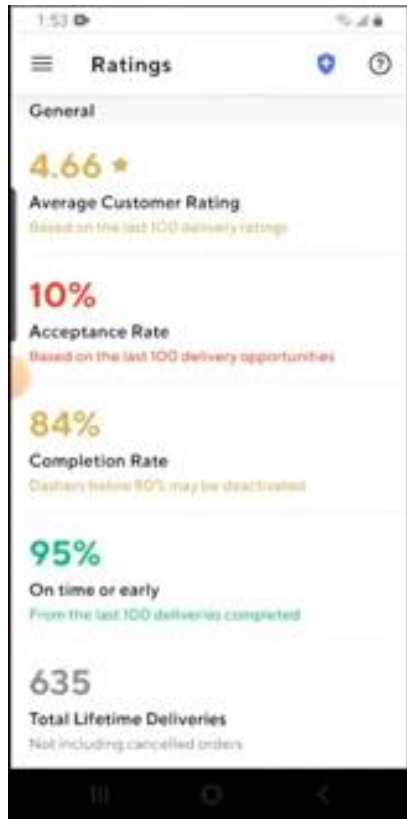 1:53
Ratings
General
4.66 ★
Average Customer Rating
Based on the last 100 delivery ratings
10%
Acceptance Rate
Based on the last 100 delivery opportunities
84%
Completion Rate
Dashers below 80% may be deactivated
95%
On time or early
From the last 100 deliveries completed
635
Total Lifetime Deliveries
Not including cancelled orders